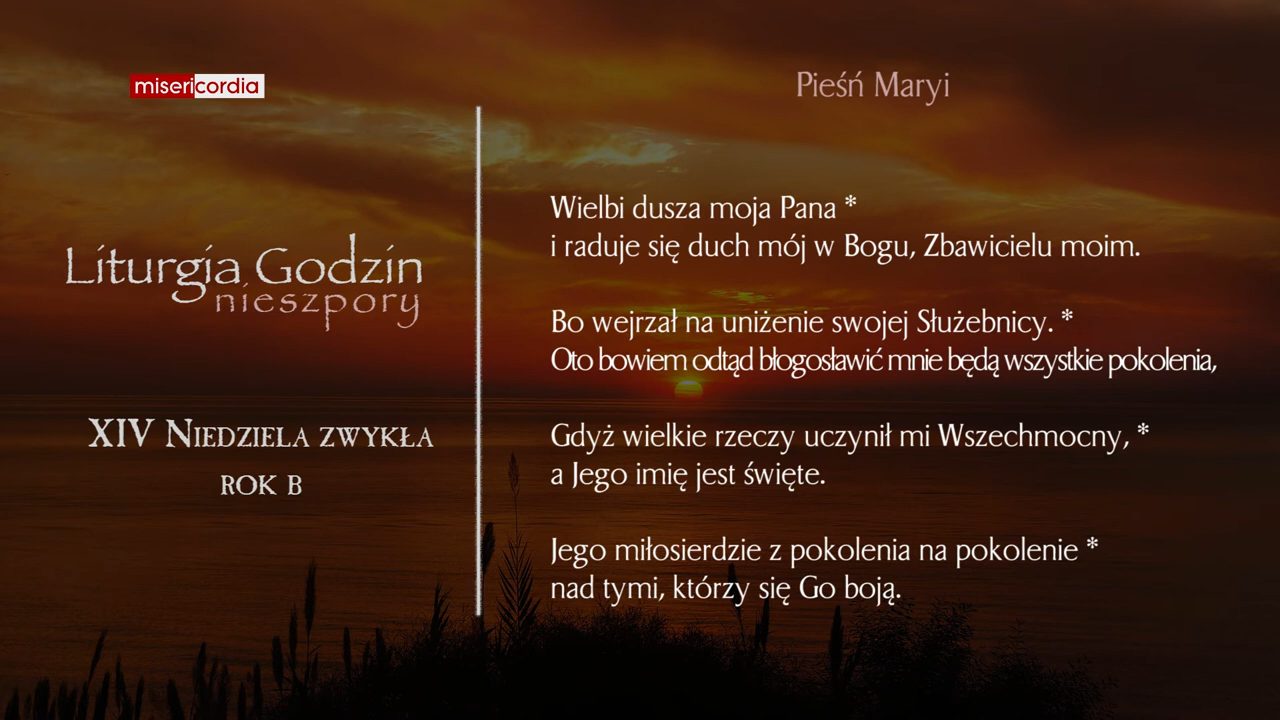 misericordia
Liturgia Godzin
nieszpory
XIV Niedziela zwykła
rok B
Pieśń Maryi
Wielbi dusza moja Pana *
i raduje się duch mój w Bogu, Zbawicielu moim.
Bo wejrzał na uniżenie swojej Służebnicy. *
Oto bowiem odtąd błogosławić mnie będą wszystkie pokolenia,
Gdyż wielkie rzeczy uczynił mi Wszechmocny, *
a Jego imię jest święte.
Jego miłosierdzie z pokolenia na pokolenie *
nad tymi, którzy się Go boją.